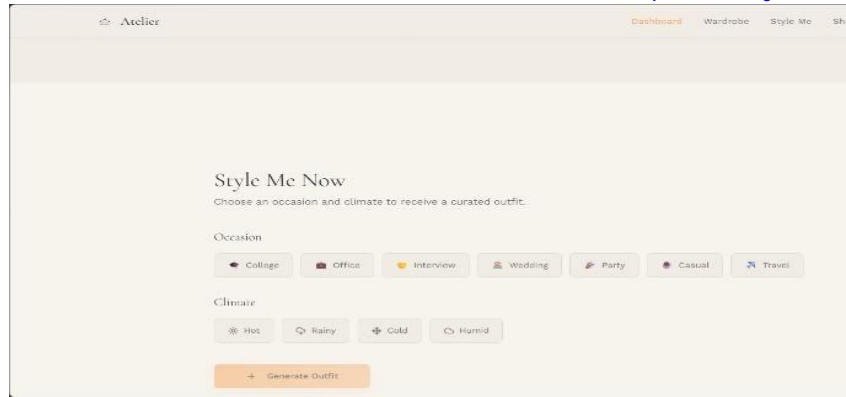 Atelier
Dashboard Wardrobe Style Me Sh
Style Me Now
Choose an occasion and climate to receive a curated outfit.
Occasion
College Office Interview Wedding Party Casual Travel
Climate
Hot Rainy Cold Humid
+ Generate Outfit